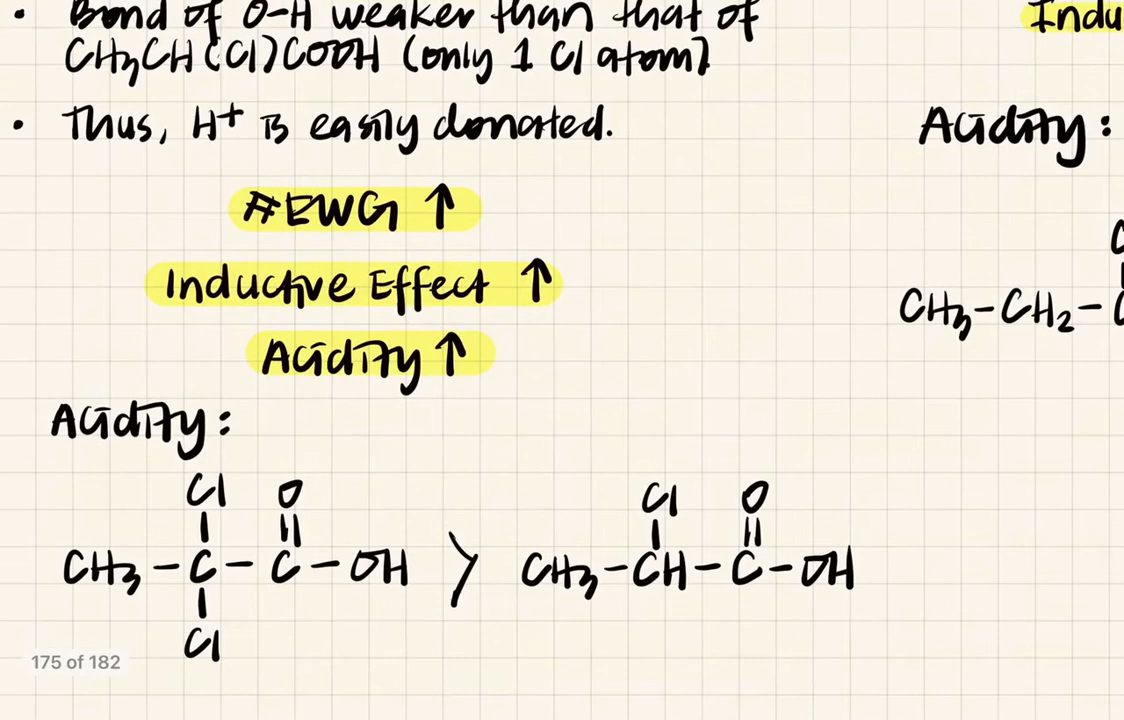 • Bond of O-H weaker than that of
CH₃CH(Cl)COOH (only 1 Cl atom)
• Thus, H⁺ is easily donated.
#EWG ↑
Inductive Effect ↑
Acidity ↑
Acidity:
Cl O
CH₃-C-C-OH > CH₃-CH-C-OH
Cl
Cl O
175 of 182
Indu
Acidity:
CH₃-CH₂-